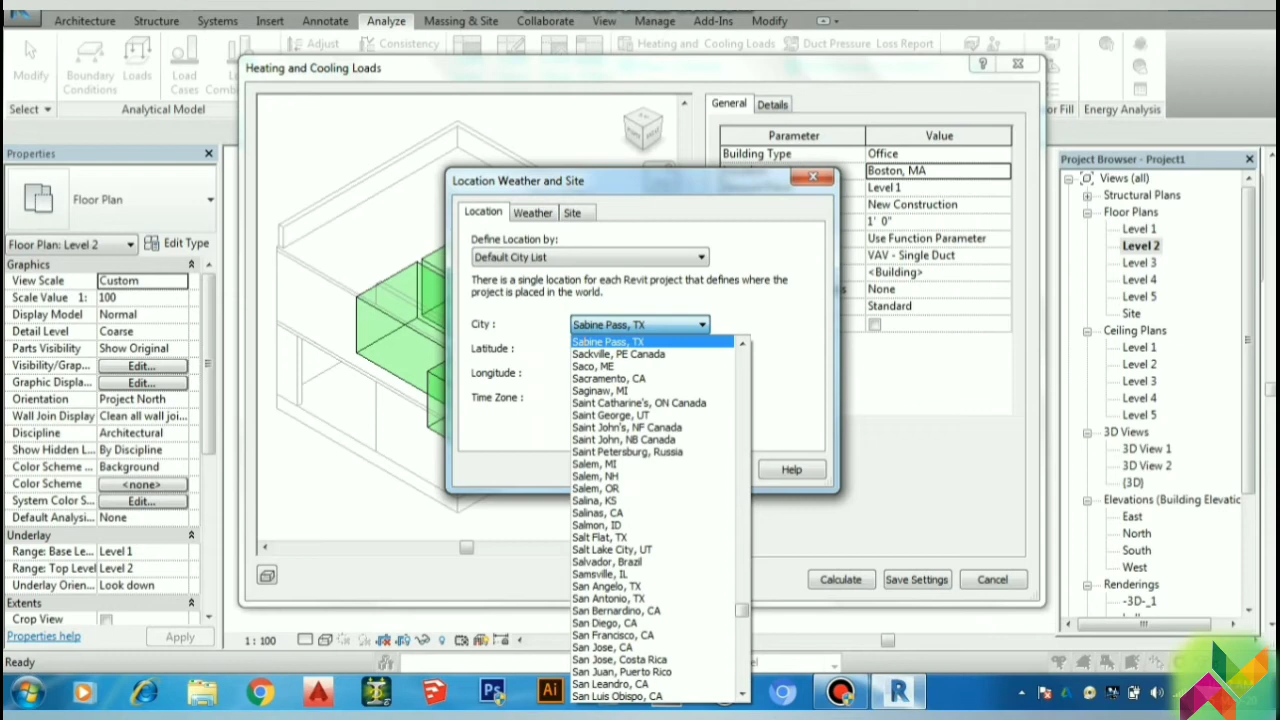 Architecture Structure Systems Insert Annotate Analyze Massing & Site Collaborate View Manage Add-Ins Modify
Adjust Consistency Heating and Cooling Loads Duct Pressure Loss Report
Modify Boundary Conditions Loads Load Cases
Select Analytical Model Energy Analysis
Heating and Cooling Loads
General Details
Parameter Value
Building Type Office
Boston, MA
Level 1
New Construction
1' 0"
Use Function Parameter
VAV - Single Duct
<Building>
None
Standard
Calculate Save Settings Cancel
Location Weather and Site
Location Weather Site
Define Location by:
Default City List
There is a single location for each Revit project that defines where the
project is placed in the world.
City : Sabine Pass, TX
Latitude :
Longitude :
Time Zone :
Help
Sabine Pass, TX
Sackville, PE Canada
Saco, ME
Sacramento, CA
Saginaw, MI
Saint Catharine's, ON Canada
Saint George, UT
Saint John's, NF Canada
Saint John, NB Canada
Saint Petersburg, Russia
Salem, MI
Salem, NH
Salem, OR
Salina, KS
Salinas, CA
Salmon, ID
Salt Flat, TX
Salt Lake City, UT
Salvador, Brazil
Samsville, IL
San Angelo, TX
San Antonio, TX
San Bernardino, CA
San Diego, CA
San Francisco, CA
San Jose, CA
San Jose, Costa Rica
San Juan, Puerto Rico
San Leandro, CA
San Luis Obispo, CA
Properties
Floor Plan
Floor Plan: Level 2 Edit Type
Graphics
View Scale Custom
Scale Value 1: 100
Display Model Normal
Detail Level Coarse
Parts Visibility Show Original
Visibility/Grap... Edit...
Graphic Displa... Edit...
Orientation Project North
Wall Join Display Clean all wall joi...
Discipline Architectural
Show Hidden L... By Discipline
Color Scheme ... Background
Color Scheme <none>
System Color S... Edit...
Default Analysi... None
Underlay
Range: Base Le... Level 1
Range: Top Level Level 2
Underlay Orien... Look down
Extents
Crop View
Properties help Apply
1 : 100
Ready
Project Browser - Project1
Views (all)
Structural Plans
Floor Plans
Level 1
Level 2
Level 3
Level 4
Level 5
Site
Ceiling Plans
Level 1
Level 2
Level 3
Level 4
Level 5
3D Views
3D View 1
3D View 2
{3D}
Elevations (Building Elevatic
East
North
South
West
Renderings
-3D-_1
Ps Ai R